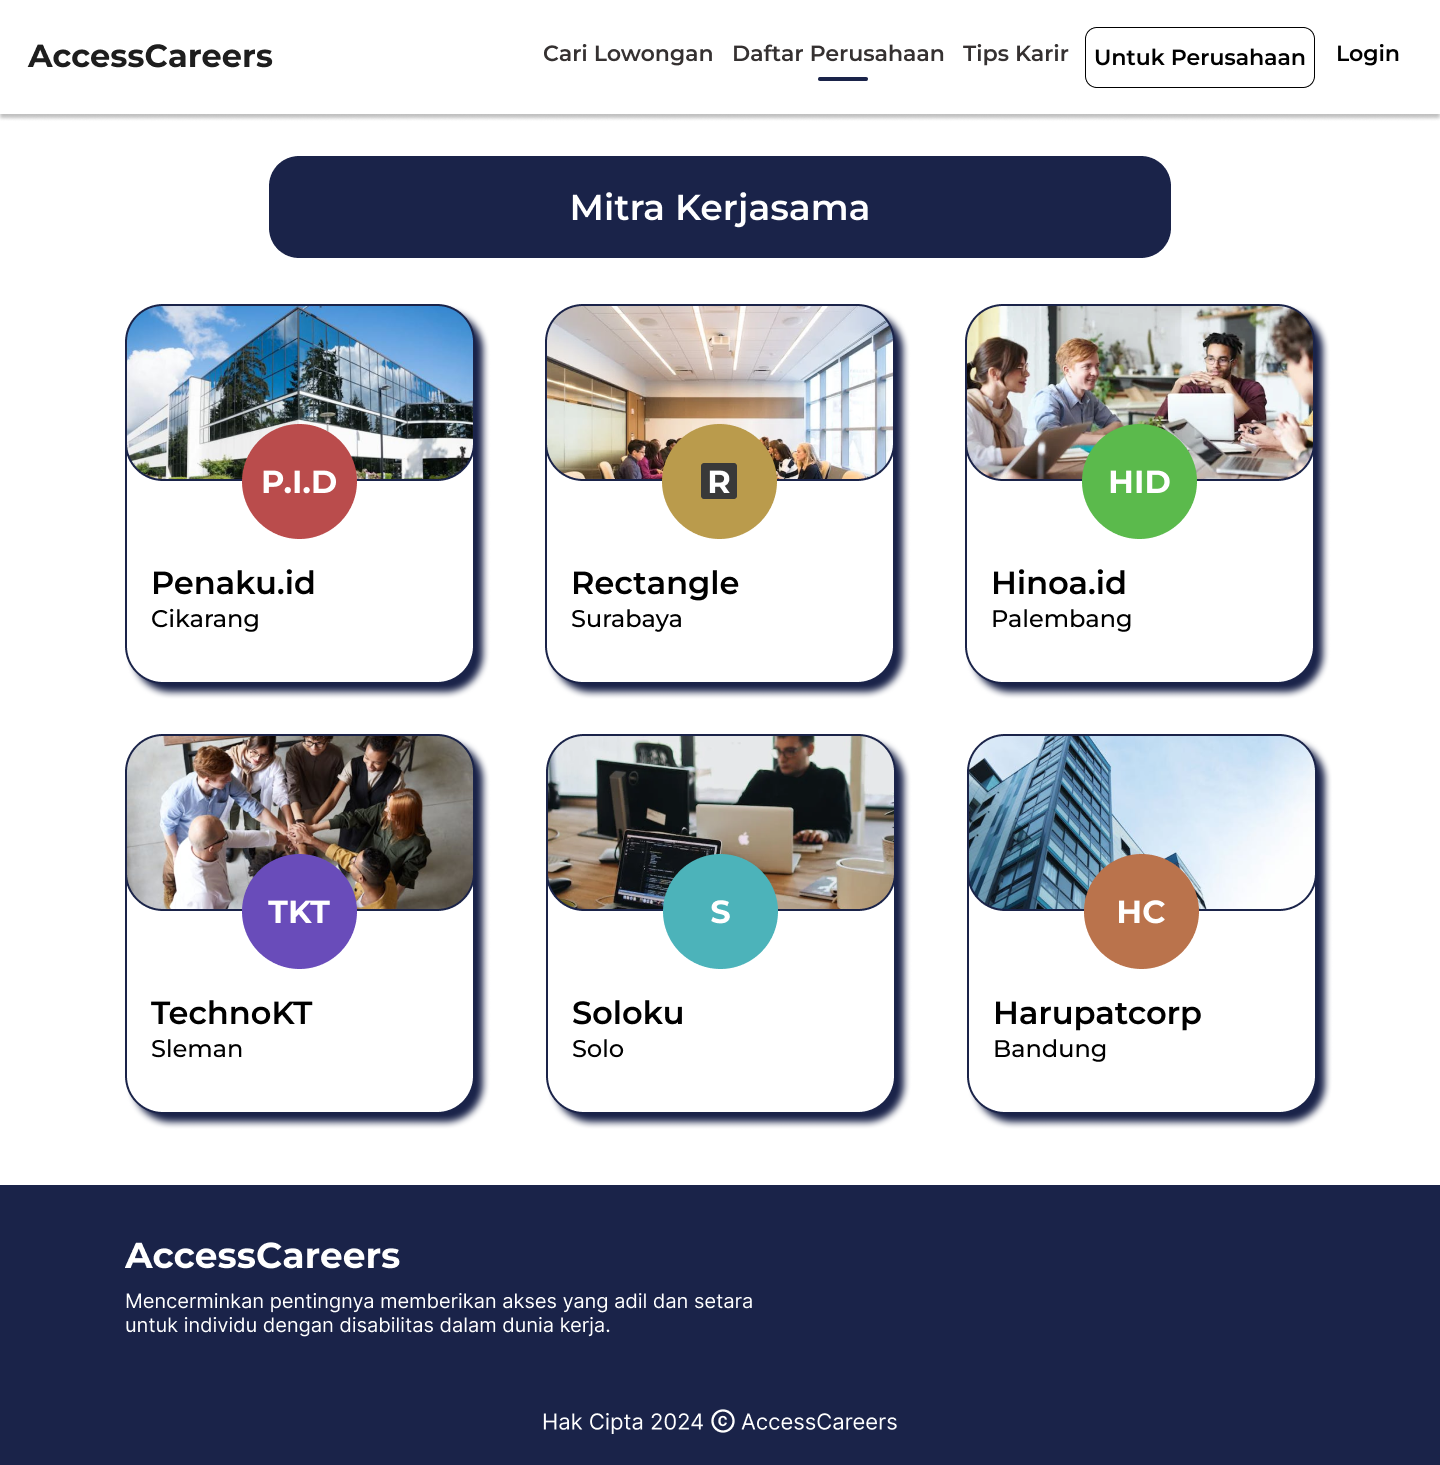 AccessCareers
Cari Lowongan
Daftar Perusahaan
Tips Karir
Untuk Perusahaan
Login
Mitra Kerjasama
P.I.D
Penaku.id
Cikarang
R
Rectangle
Surabaya
HID
Hinoa.id
Palembang
TKT
TechnoKT
Sleman
S
Soloku
Solo
HC
Harupatcorp
Bandung
AccessCareers
Mencerminkan pentingnya memberikan akses yang adil dan setara
untuk individu dengan disabilitas dalam dunia kerja.
Hak Cipta 2024 © AccessCareers